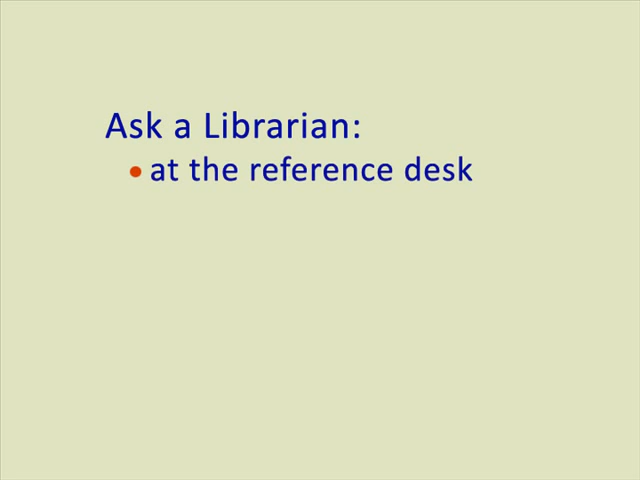 Ask a Librarian:
• at the reference desk